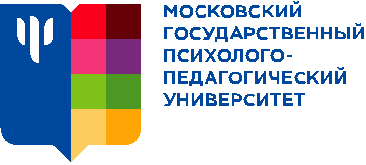 МОСКОВСКИЙ
ГОСУДАРСТВЕННЫЙ
ПСИХОЛОГО-
ПЕДАГОГИЧЕСКИЙ
УНИВЕРСИТЕТ